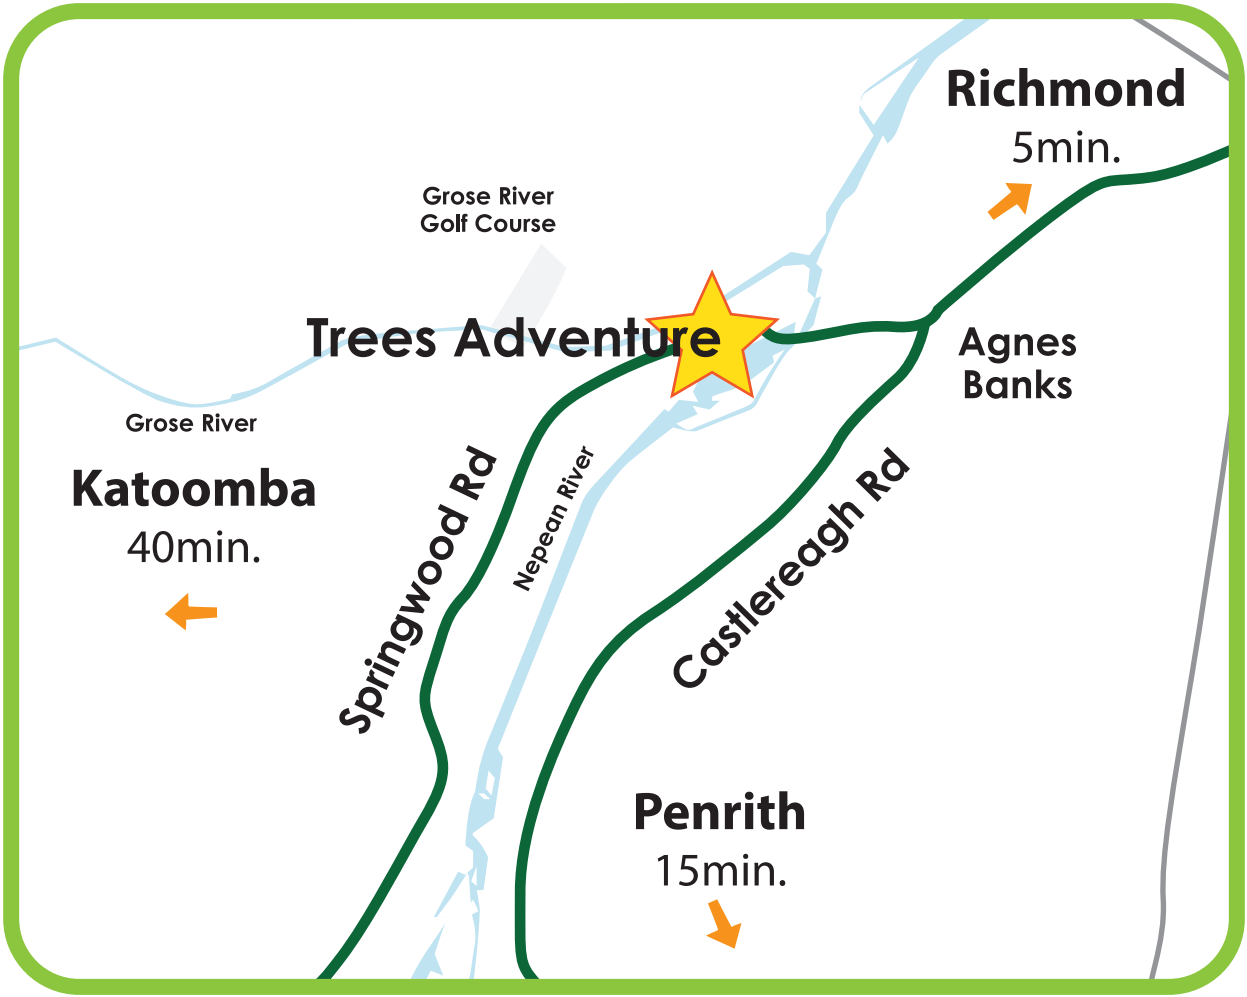 Richmond
5min.
Grose River
Golf Course
Trees Adventure
Agnes
Banks
Grose River
Katoomba
40min.
Springwood Rd
Nepean River
Castlereagh Rd
Penrith
15min.